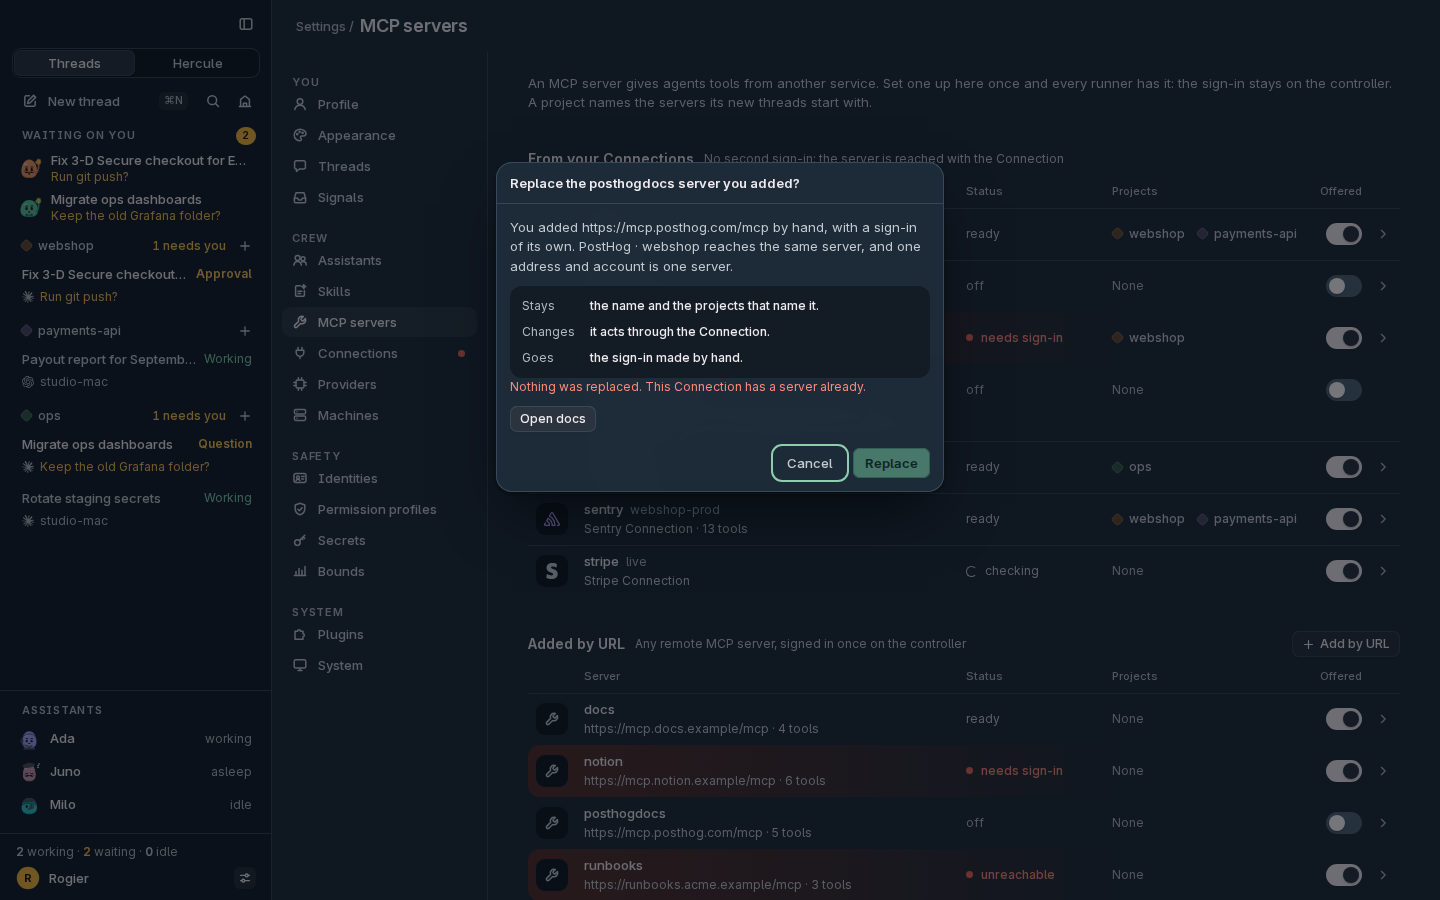 Settings / MCP servers
Threads
Hercule
New thread
⌘N
WAITING ON YOU
2
Fix 3-D Secure checkout for E…
Run git push?
Migrate ops dashboards
Keep the old Grafana folder?
webshop
1 needs you
Fix 3-D Secure checkout…
Approval
Run git push?
payments-api
Payout report for Septemb…
Working
studio-mac
ops
1 needs you
Migrate ops dashboards
Question
Keep the old Grafana folder?
Rotate staging secrets
Working
studio-mac
ASSISTANTS
Ada
working
Juno
asleep
Milo
idle
2 working · 2 waiting · 0 idle
R
Rogier
YOU
Profile
Appearance
Threads
Signals
CREW
Assistants
Skills
MCP servers
Connections
Providers
Machines
SAFETY
Identities
Permission profiles
Secrets
Bounds
SYSTEM
Plugins
System
An MCP server gives agents tools from another service. Set one up here once and every runner has it: the sign-in stays on the controller.
A project names the servers its new threads start with.
From your Connections
No second sign-in: the server is reached with the Connection
Status
Projects
Offered
ready
webshop
payments-api
off
None
needs sign-in
webshop
off
None
ready
ops
sentry webshop-prod
Sentry Connection · 13 tools
ready
webshop
payments-api
stripe live
Stripe Connection
checking
None
Replace the posthogdocs server you added?
You added https://mcp.posthog.com/mcp by hand, with a sign-in
of its own. PostHog · webshop reaches the same server, and one
address and account is one server.
Stays
the name and the projects that name it.
Changes
it acts through the Connection.
Goes
the sign-in made by hand.
Nothing was replaced. This Connection has a server already.
Open docs
Cancel
Replace
Added by URL
Any remote MCP server, signed in once on the controller
Add by URL
Server
Status
Projects
Offered
docs
https://mcp.docs.example/mcp · 4 tools
ready
None
notion
https://mcp.notion.example/mcp · 6 tools
needs sign-in
None
posthogdocs
https://mcp.posthog.com/mcp · 5 tools
off
None
runbooks
https://runbooks.acme.example/mcp · 3 tools
unreachable
None